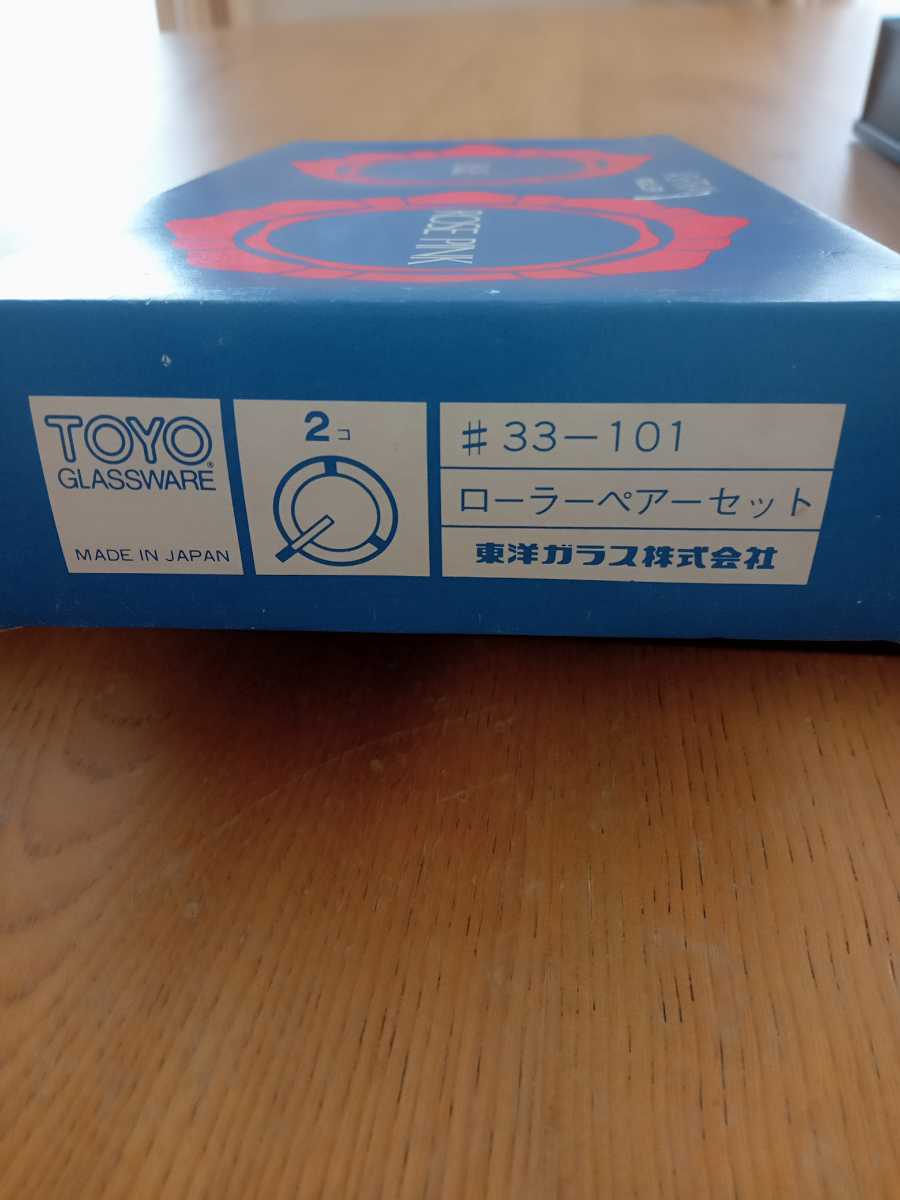 ROSE PINK
TOYO
GLASSWARE®
MADE IN JAPAN
2コ
#33-101
ローラーペアーセット
東洋ガラス株式会社